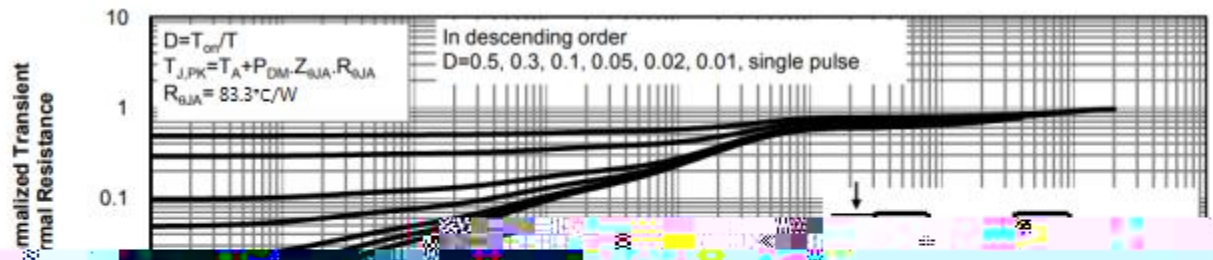 10
D=Ton/T
In descending order
TJ,PK=TA+PDM.ZθJA.RθJA
D=0.5, 0.3, 0.1, 0.05, 0.02, 0.01, single pulse
RθJA= 83.3°C/W
1
0.1
rmalized Transient
rmal Resistance